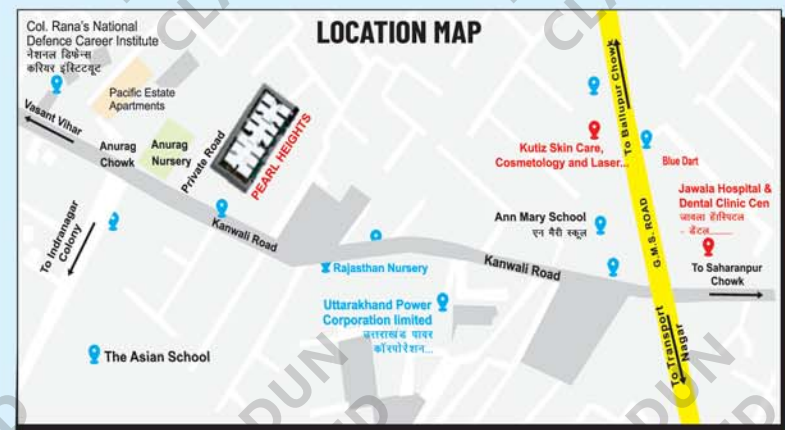 LOCATION MAP
Col. Rana's National
Defence Career Institute
नेशनल डिफेन्स
करियर इंस्टिटयूट
Pacific Estate
Apartments
Vasant Vihar
Anurag
Chowk
Anurag
Nursery
Private Road
PEARL HEIGHTS
To Ballupur Chowk
Kutiz Skin Care,
Cosmetology and Laser...
Blue Dart
Jawala Hospital &
Dental Clinic Cen
जावला हॉस्पिटल
- डेंटल........
Ann Mary School
एन मैरी स्कूल
G.M.S. ROAD
Kanwali Road
To Indranagar
Colony
Rajasthan Nursery
Kanwali Road
To Saharanpur
Chowk
Uttarakhand Power
Corporation limited
उत्तराखंड पावर
कॉरपोरेशन...
The Asian School
To Transport
Nagar